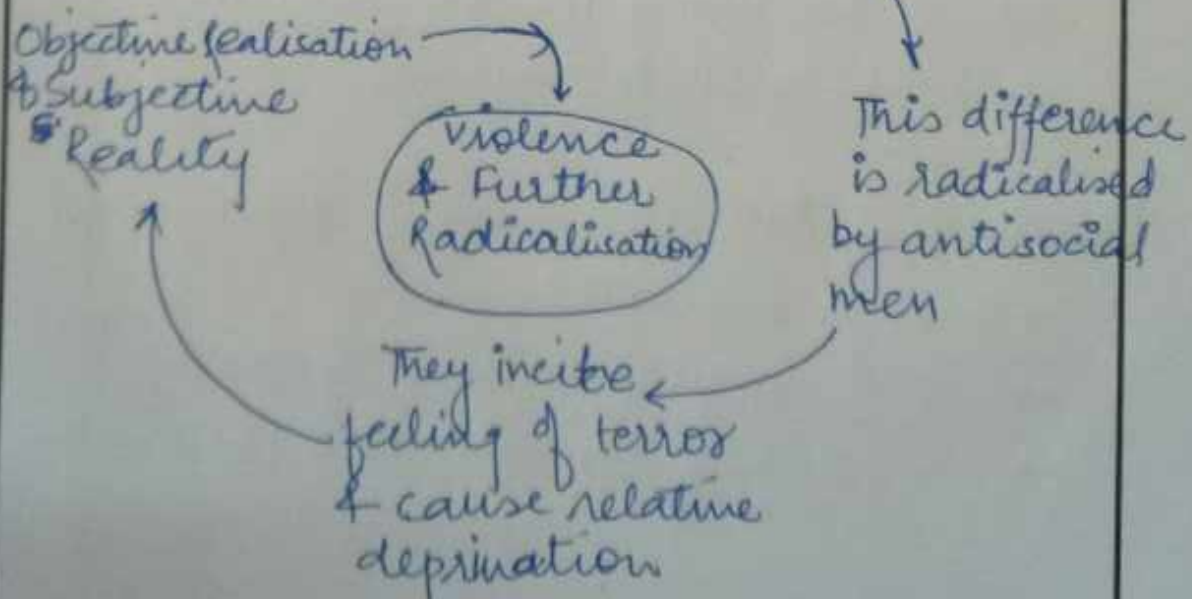 Objective realisation
& Subjective
Reality
Violence
& Further
Radicalisation
This difference
is radicalised
by antisocial
men
They incite
feeling of terror
& cause relative
deprivation